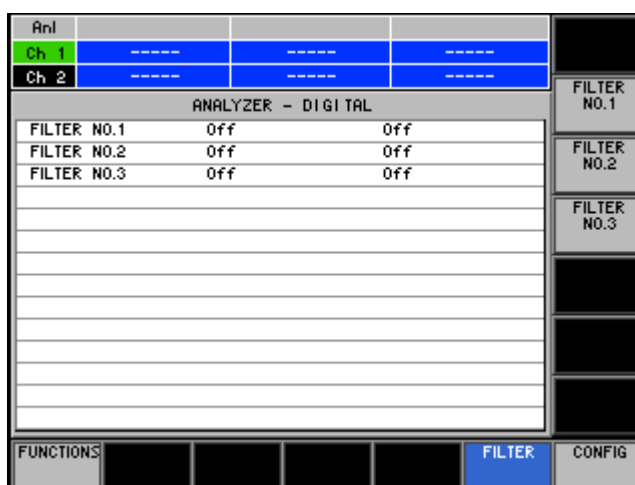 Anl
Ch 1 ----- ----- -----
Ch 2 ----- ----- -----
ANALYZER - DIGITAL
FILTER NO.1 Off Off
FILTER NO.2 Off Off
FILTER NO.3 Off Off
FILTER
NO.1
FILTER
NO.2
FILTER
NO.3
FUNCTIONS FILTER CONFIG